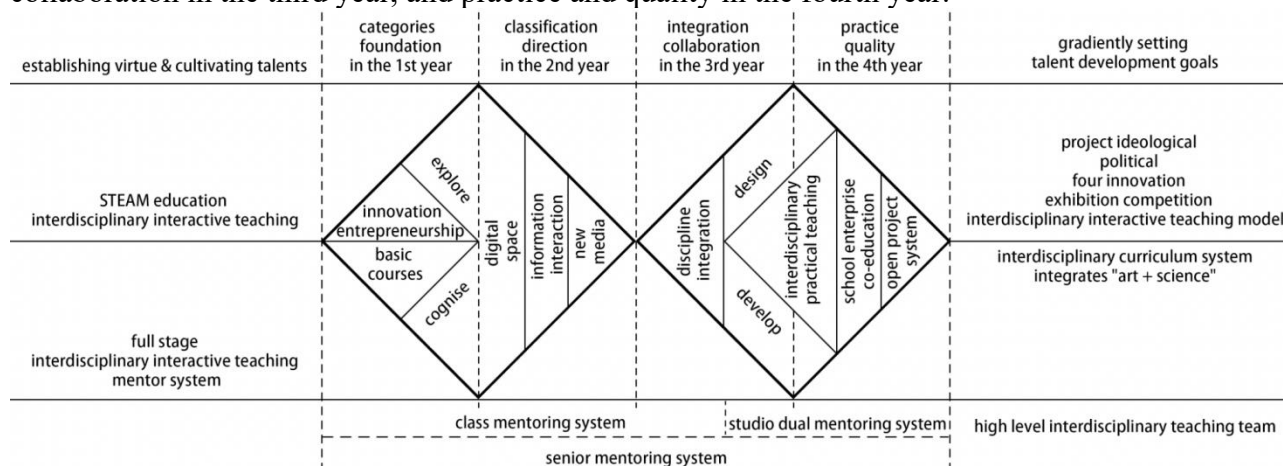 collaboration in the third year, and practice and quality in the fourth year.
categories
foundation
in the 1st year
classification
direction
in the 2nd year
integration
collaboration
in the 3rd year
practice
quality
in the 4th year
establishing virtue & cultivating talents
gradiently setting
talent development goals
STEAM education
interdisciplinary interactive teaching
explore
innovation
entrepreneurship
basic
courses
cognise
digital
space
information
interaction
new
media
discipline
integration
design
develop
interdisciplinary
practical teaching
school enterprise
co-education
open project
system
project ideological
political
four innovation
exhibition competition
interdisciplinary interactive teaching model
interdisciplinary curriculum system
integrates "art + science"
full stage
interdisciplinary interactive teaching
mentor system
class mentoring system
studio dual mentoring system
high level interdisciplinary teaching team
senior mentoring system